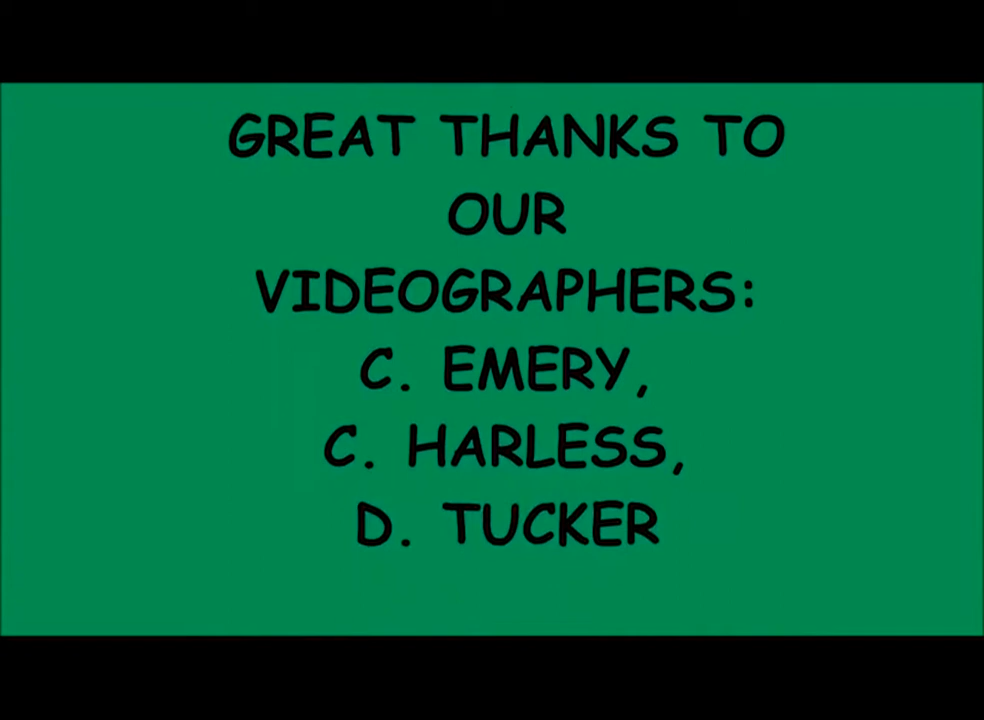 GREAT THANKS TO
OUR
VIDEOGRAPHERS:
C. EMERY,
C. HARLESS,
D. TUCKER